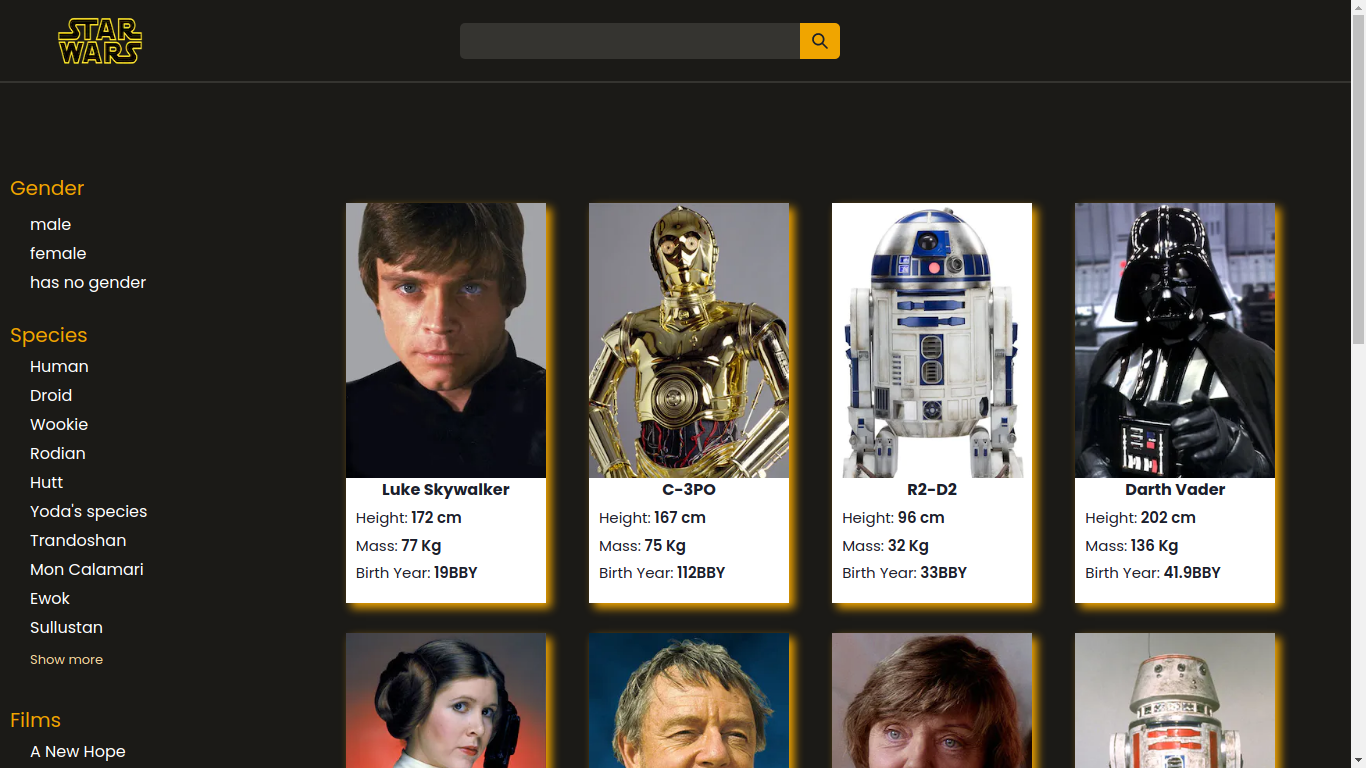 STAR
WARS
Gender
male
female
has no gender
Species
Human
Droid
Wookie
Rodian
Hutt
Yoda's species
Trandoshan
Mon Calamari
Ewok
Sullustan
Show more
Films
A New Hope
Luke Skywalker
Height: 172 cm
Mass: 77 Kg
Birth Year: 19BBY
C-3PO
Height: 167 cm
Mass: 75 Kg
Birth Year: 112BBY
R2-D2
Height: 96 cm
Mass: 32 Kg
Birth Year: 33BBY
Darth Vader
Height: 202 cm
Mass: 136 Kg
Birth Year: 41.9BBY